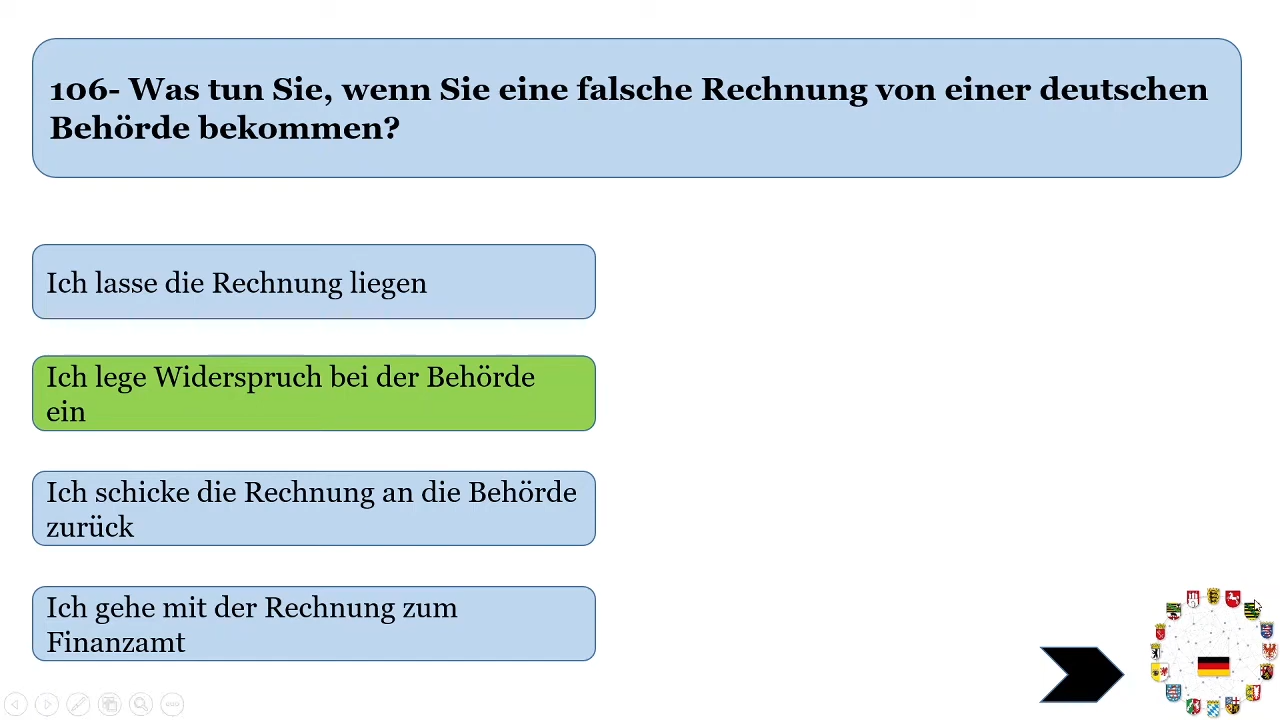 106- Was tun Sie, wenn Sie eine falsche Rechnung von einer deutschen
Behörde bekommen?
Ich lasse die Rechnung liegen
Ich lege Widerspruch bei der Behörde
ein
Ich schicke die Rechnung an die Behörde
zurück
Ich gehe mit der Rechnung zum
Finanzamt